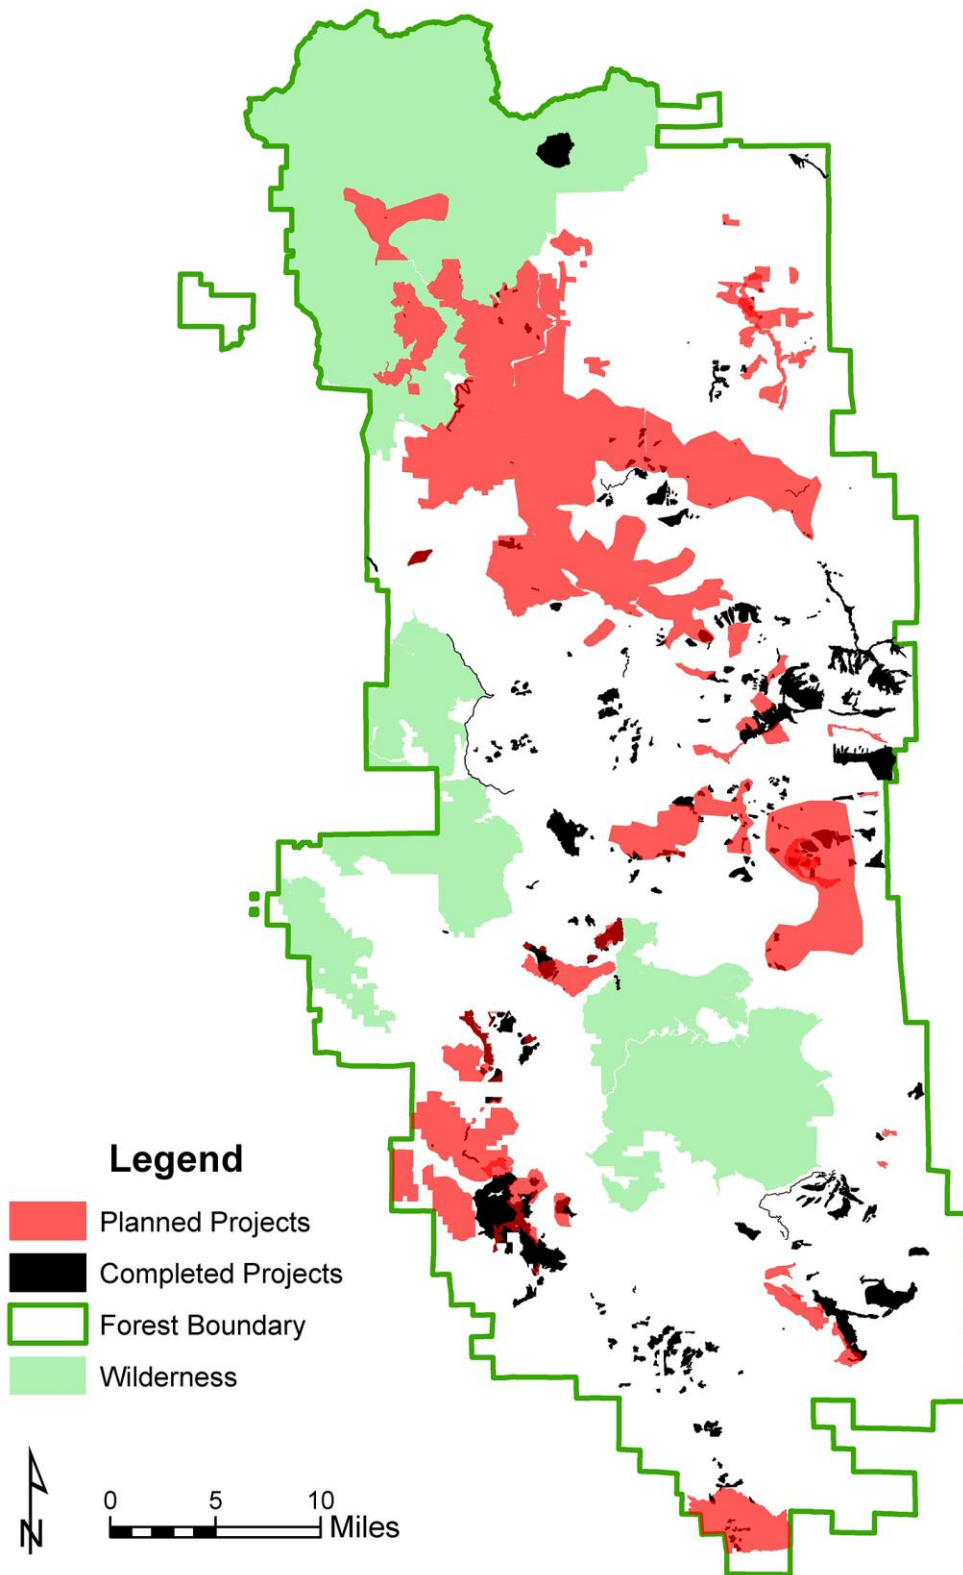 Legend
Planned Projects
Completed Projects
Forest Boundary
Wilderness
N
0 5 10
Miles